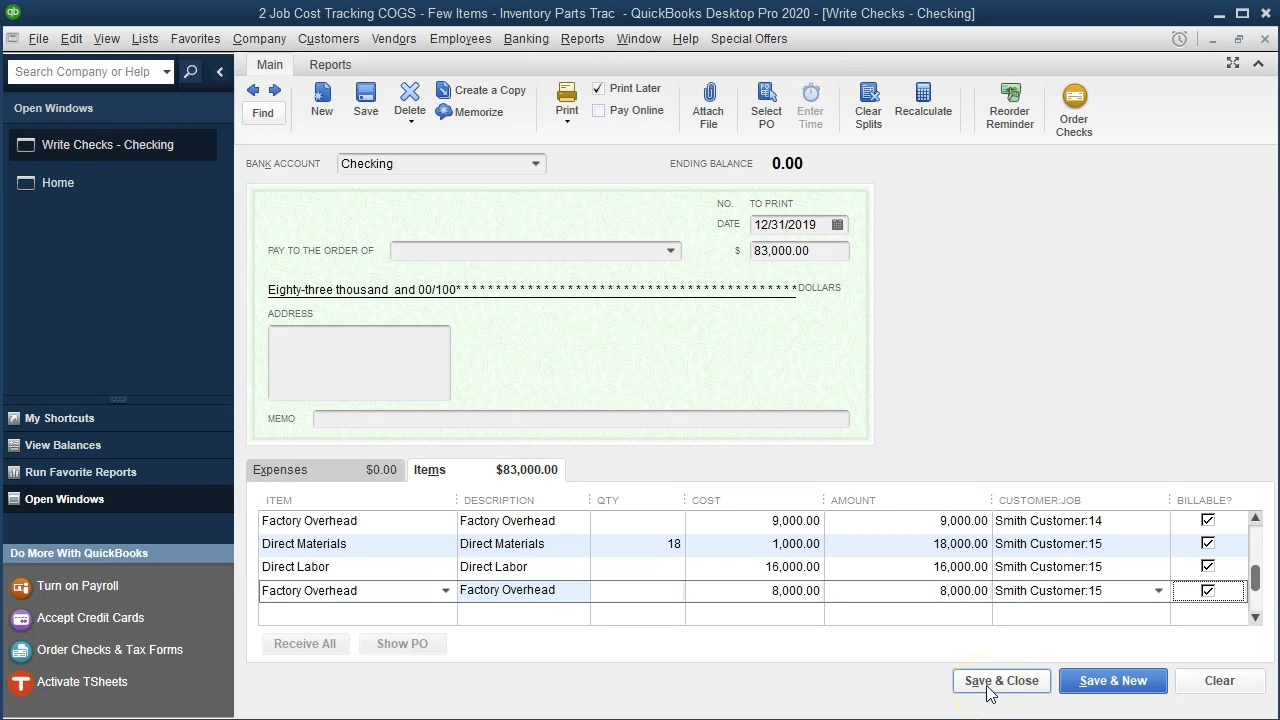 qb
2 Job Cost Tracking COGS - Few Items - Inventory Parts Trac - QuickBooks Desktop Pro 2020 - [Write Checks - Checking]
File Edit View Lists Favorites Company Customers Vendors Employees Banking Reports Window Help Special Offers
Search Company or Help
Open Windows
Write Checks - Checking
Home
My Shortcuts
View Balances
Run Favorite Reports
Open Windows
Do More With QuickBooks
Turn on Payroll
Accept Credit Cards
Order Checks & Tax Forms
Activate TSheets
Main Reports
Find
New
Save
Delete
Create a Copy
Memorize
Print
Print Later
Pay Online
Attach
File
Select
PO
Enter
Time
Clear
Splits
Recalculate
Reorder
Reminder
Order
Checks
BANK ACCOUNT Checking ENDING BALANCE 0.00
NO. TO PRINT
DATE 12/31/2019
PAY TO THE ORDER OF $ 83,000.00
Eighty-three thousand and 00/100* * * * * * * * * * * * * * * * * * * * * * * * * * * * * * * * * * * * * * * * * * DOLLARS
ADDRESS
MEMO
Expenses $0.00 Items $83,000.00
ITEM DESCRIPTION QTY COST AMOUNT CUSTOMER:JOB BILLABLE?
Factory Overhead Factory Overhead 9,000.00 9,000.00 Smith Customer:14
Direct Materials Direct Materials 18 1,000.00 18,000.00 Smith Customer:15
Direct Labor Direct Labor 16,000.00 16,000.00 Smith Customer:15
Factory Overhead Factory Overhead 8,000.00 8,000.00 Smith Customer:15
Receive All Show PO
Save & Close Save & New Clear